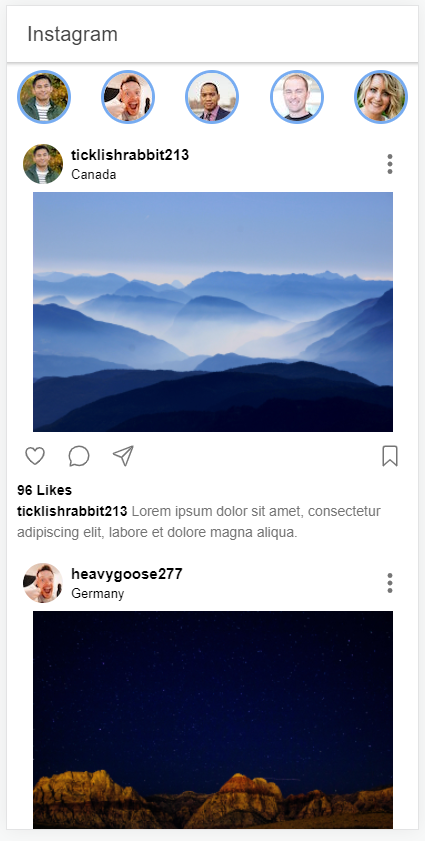 Instagram
ticklishrabbit213
Canada
96 Likes
ticklishrabbit213 Lorem ipsum dolor sit amet, consectetur
adipiscing elit, labore et dolore magna aliqua.
heavygoose277
Germany